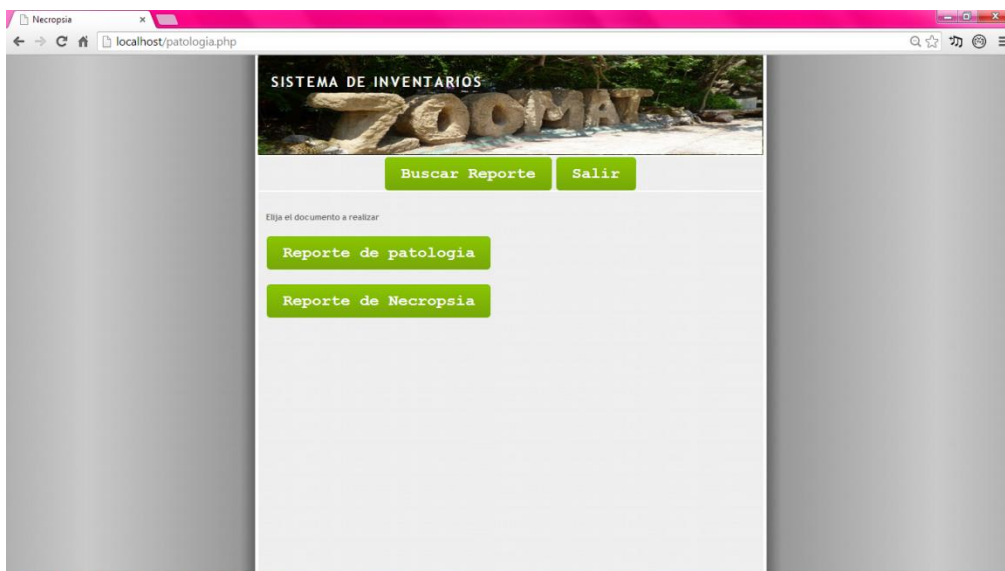 Necropsia
localhost/patologia.php
SISTEMA DE INVENTARIOS
ZOOMAT
Buscar Reporte Salir
Elija el documento a realizar
Reporte de patologia
Reporte de Necropsia